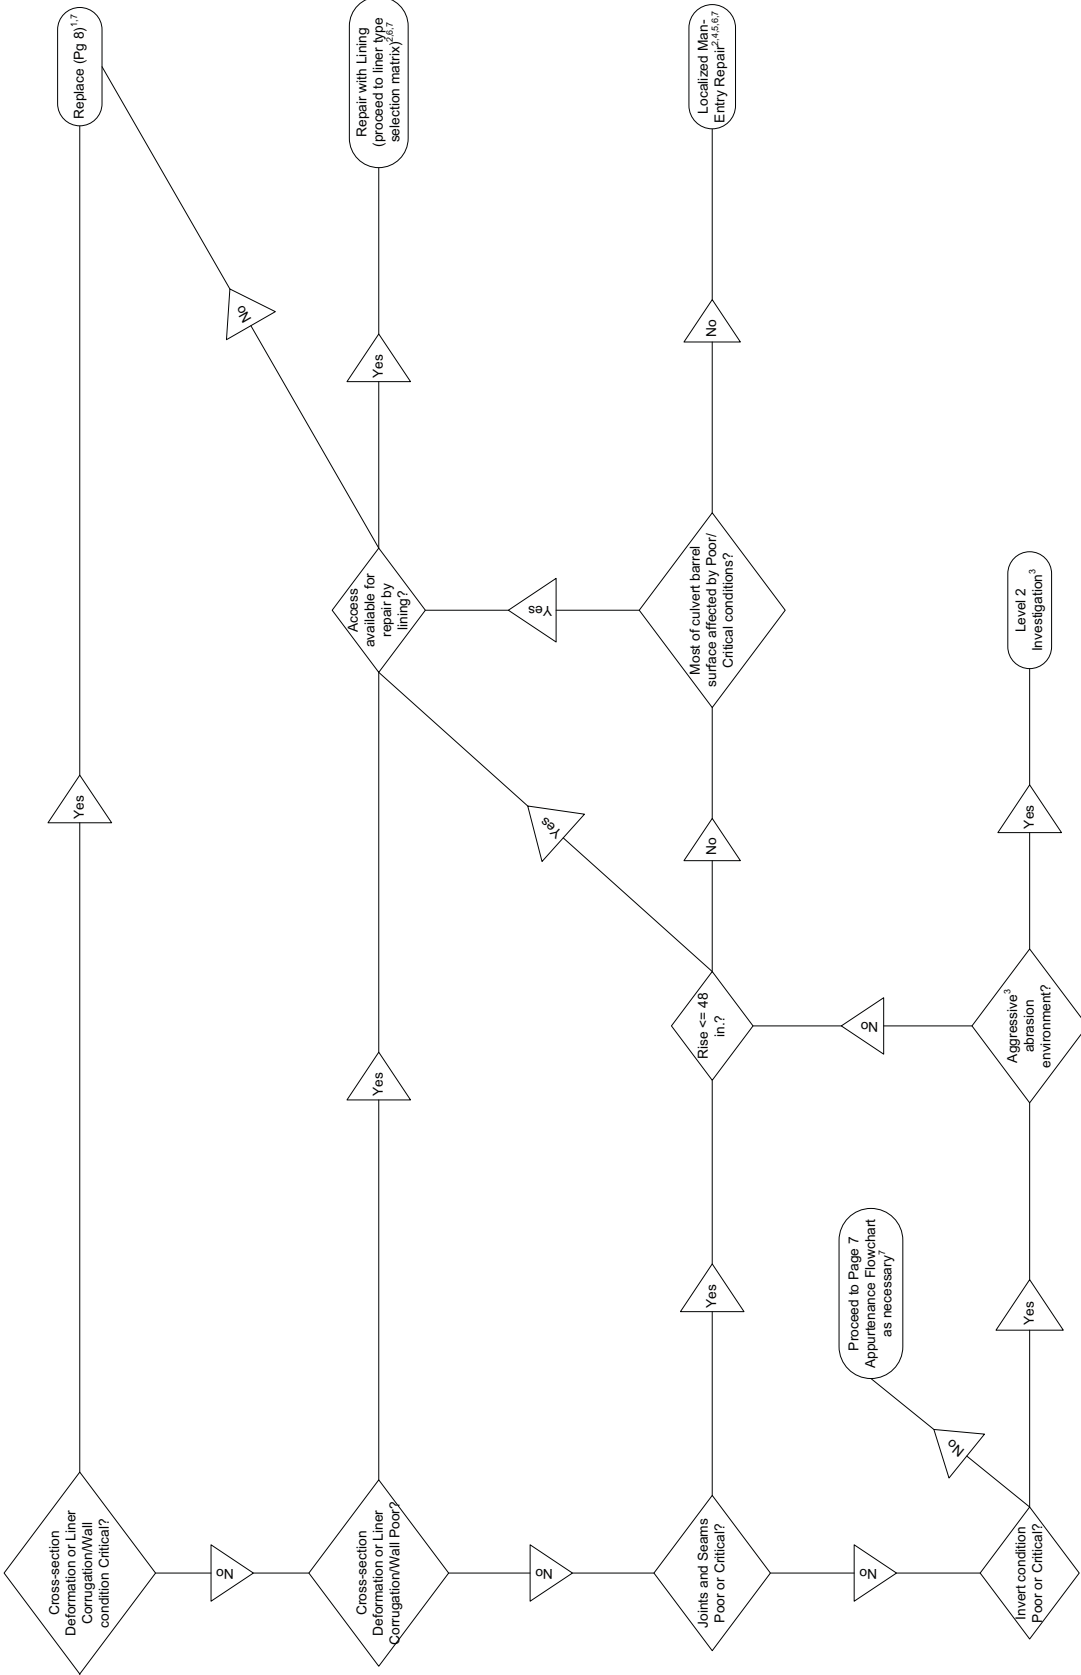 Cross-section
Deformation or Liner
Corrugation/Wall
condition Critical?
Yes
Replace (Pg 8)1,7
No
Cross-section
Deformation or Liner
Corrugation/Wall Poor?
Yes
Access
available for
repair by
lining?
No
Yes
Repair with Lining
(proceed to liner type
selection matrix)2,6,7
No
Joints and Seams
Poor or Critical?
Yes
Rise <= 48
in.?
Yes
No
Most of culvert barrel
surface affected by Poor/
Critical conditions?
Yes
No
Localized Man-
Entry Repair2,4,5,6,7
No
Invert condition
Poor or Critical?
No
Proceed to Page 7
Appurtenance Flowchart
as necessary7
Yes
Aggressive3
abrasion
environment?
No
Yes
Level 2
Investigation3